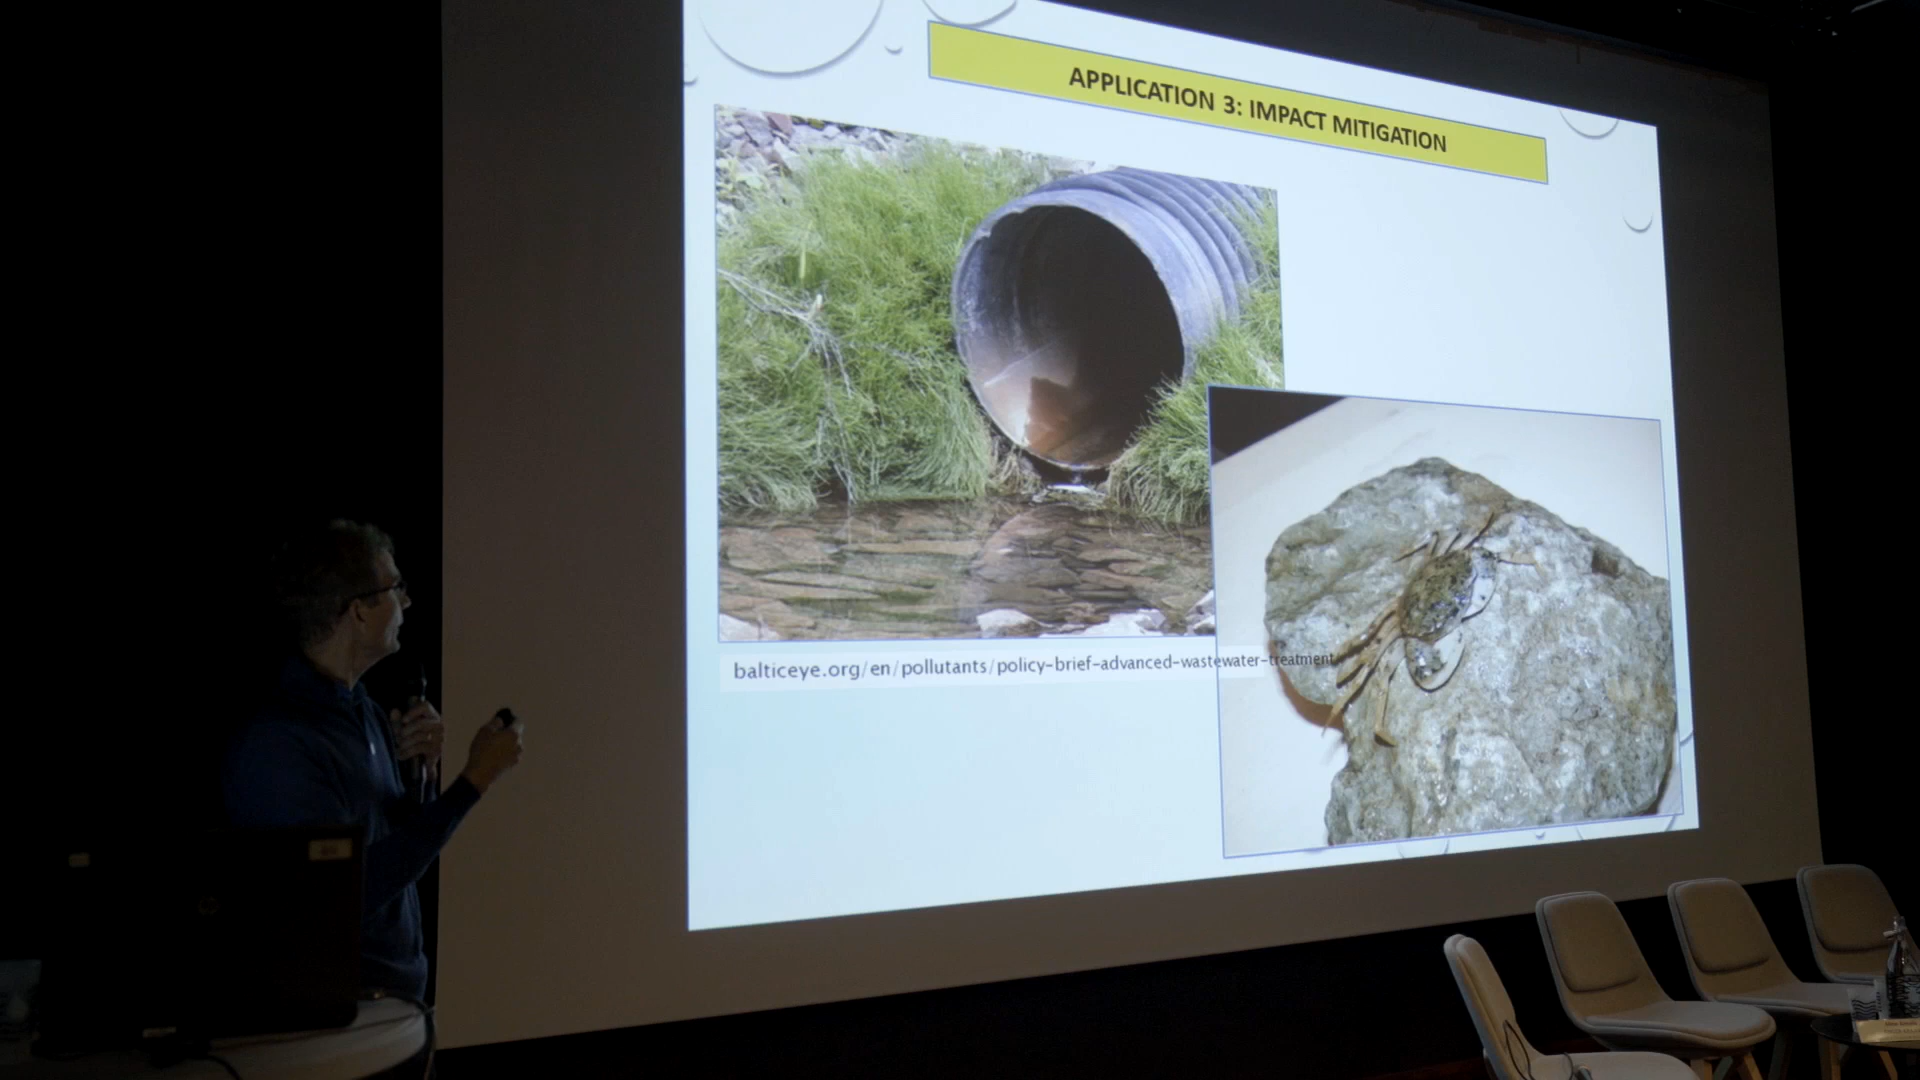 APPLICATION 3: IMPACT MITIGATION
balticeye.org/en/pollutants/policy-brief-advanced-wastewater-treatment